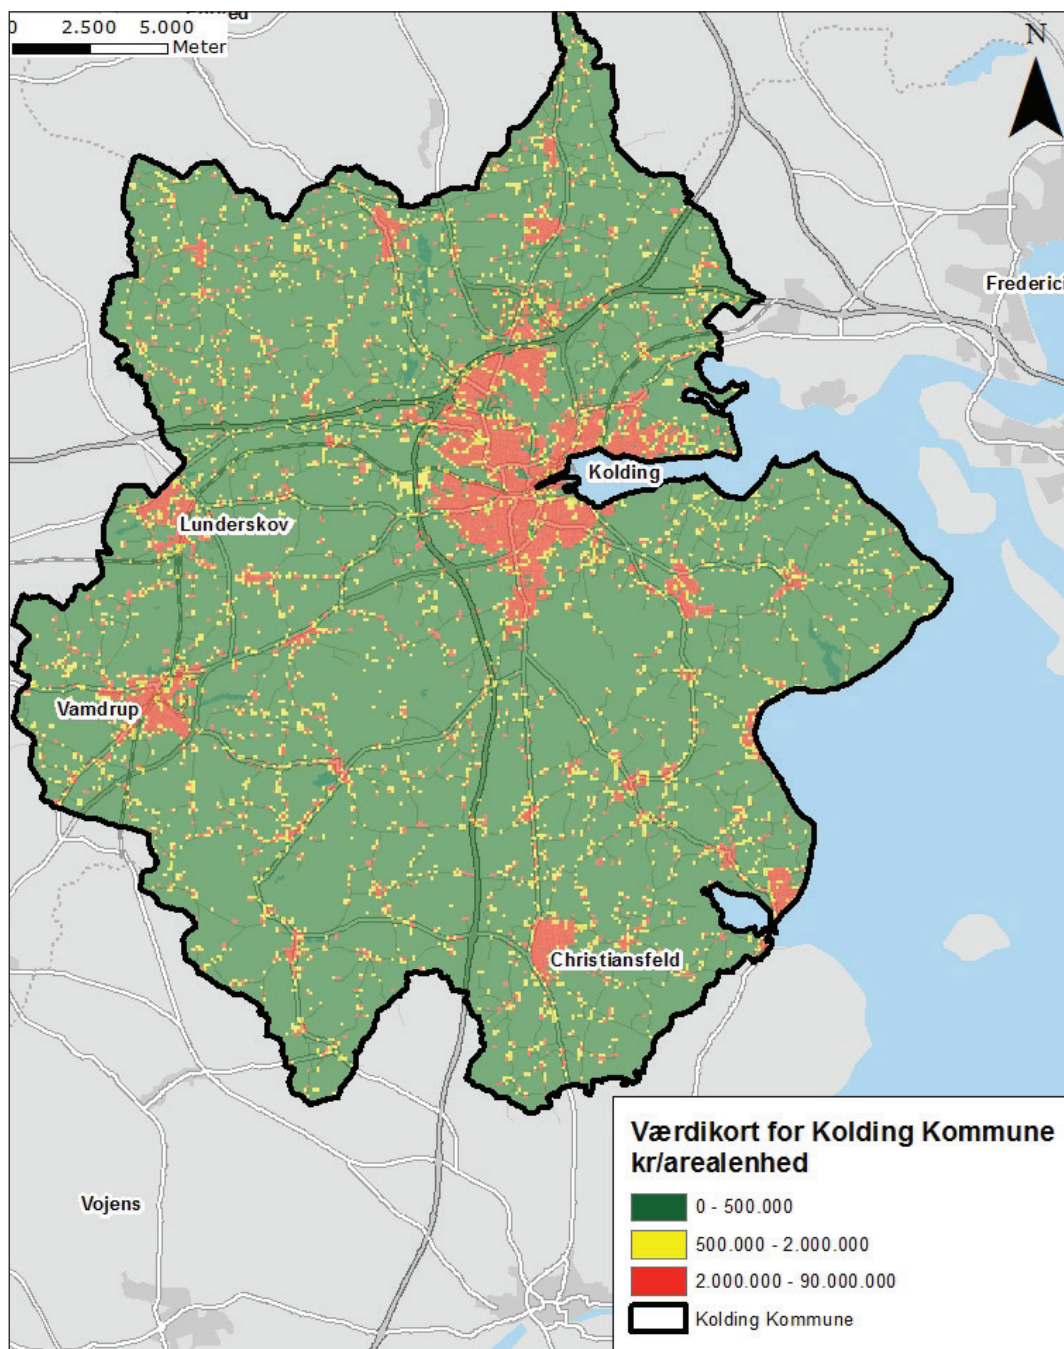 0 2.500 5.000
Meter
N
Frederici
Kolding
Lunderskov
Vamdrup
Christiansfeld
Vojens
Værdikort for Kolding Kommune
kr/arealenhed
0 - 500.000
500.000 - 2.000.000
2.000.000 - 90.000.000
Kolding Kommune